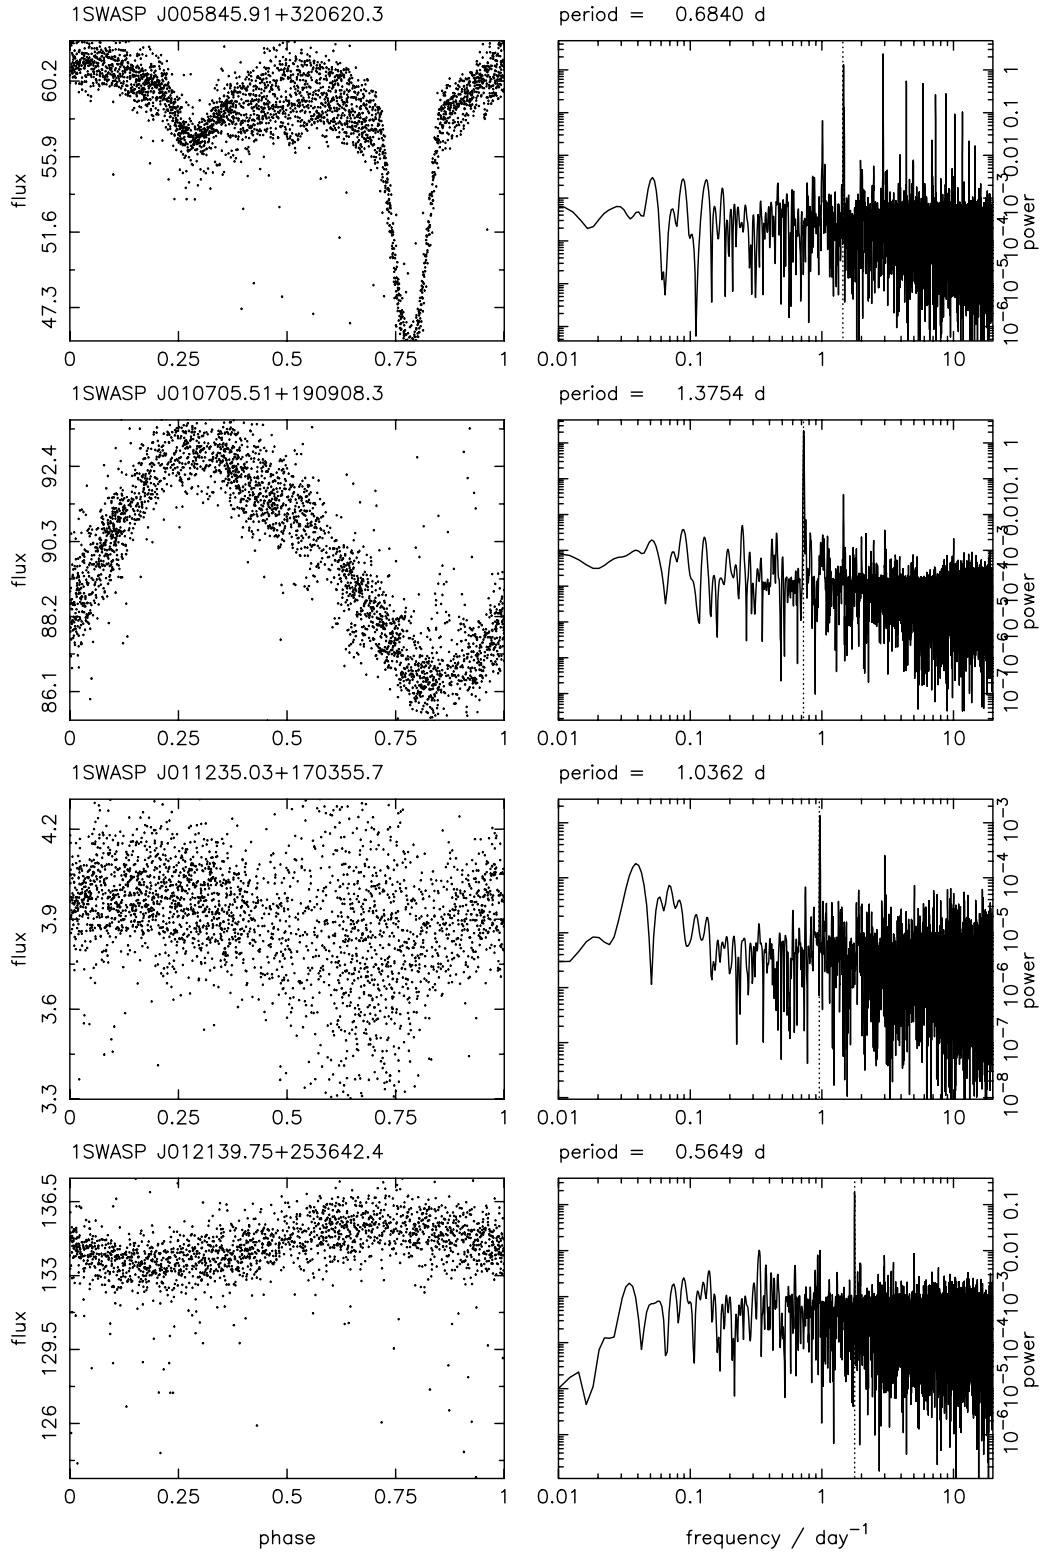 1SWASP J005845.91+320620.3
period = 0.6840 d
flux
60.2
55.9
51.6
47.3
0 0.25 0.5 0.75 1
power
1
0.1
0.01
10⁻³
10⁻⁴
10⁻⁵
10⁻⁶
0.01 0.1 1 10
1SWASP J010705.51+190908.3
period = 1.3754 d
flux
92.4
90.3
88.2
86.1
0 0.25 0.5 0.75 1
power
1
0.1
0.01
10⁻³
10⁻⁴
10⁻⁵
10⁻⁶
10⁻⁷
0.01 0.1 1 10
1SWASP J011235.03+170355.7
period = 1.0362 d
flux
4.2
3.9
3.6
3.3
0 0.25 0.5 0.75 1
power
10⁻³
10⁻⁴
10⁻⁵
10⁻⁶
10⁻⁷
10⁻⁸
0.01 0.1 1 10
1SWASP J012139.75+253642.4
period = 0.5649 d
flux
136.5
133
129.5
126
0 0.25 0.5 0.75 1
phase
power
0.1
0.01
10⁻³
10⁻⁴
10⁻⁵
10⁻⁶
0.01 0.1 1 10
frequency / day⁻¹